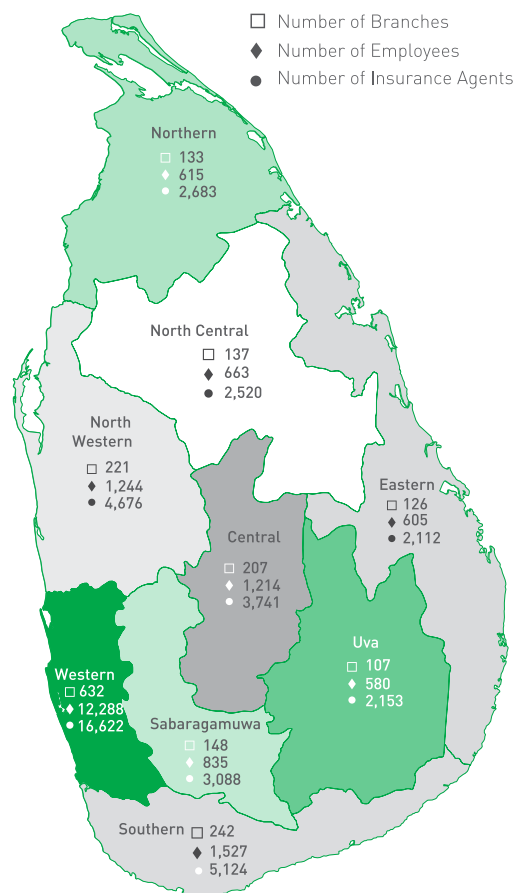 Number of Branches
Number of Employees
Number of Insurance Agents
Northern
133
615
2,683
North Central
137
663
2,520
North
Western
221
1,244
4,676
Eastern
126
605
2,112
Central
207
1,214
3,741
Uva
107
580
2,153
Western
632
12,288
16,622
Sabaragamuwa
148
835
3,088
Southern 242
1,527
5,124